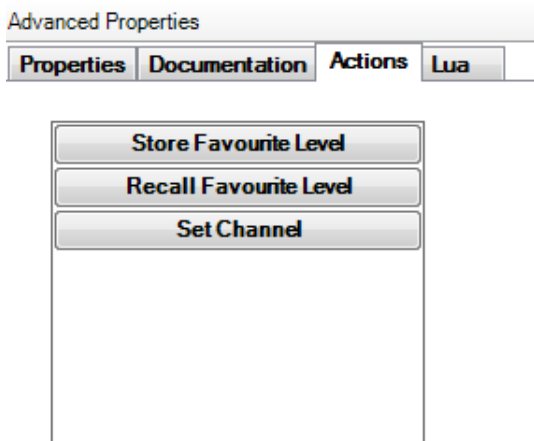 Advanced Properties
Properties Documentation Actions Lua
Store Favourite Level
Recall Favourite Level
Set Channel